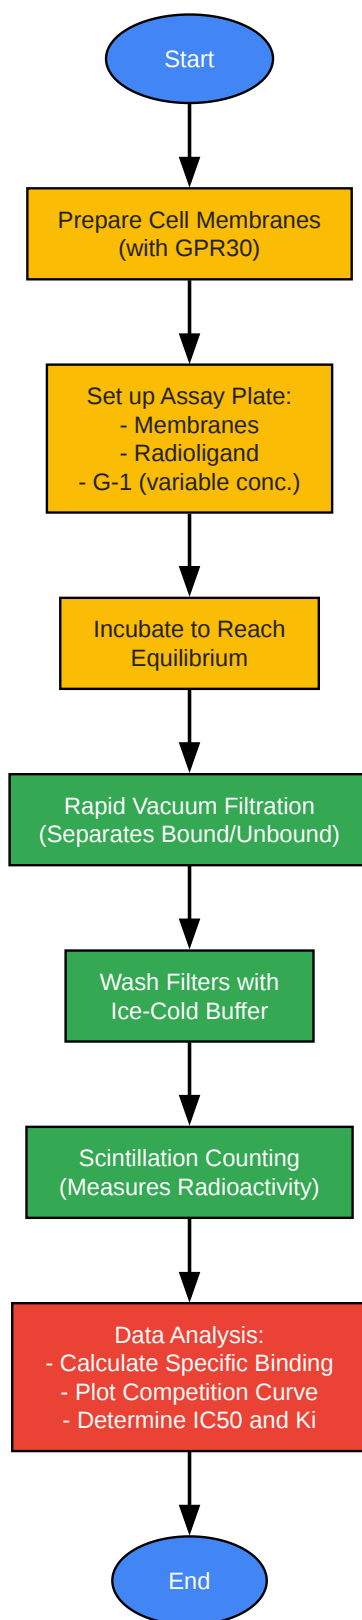 Start
Prepare Cell Membranes
(with GPR30)
Set up Assay Plate:
- Membranes
- Radioligand
- G-1 (variable conc.)
Incubate to Reach
Equilibrium
Rapid Vacuum Filtration
(Separates Bound/Unbound)
Wash Filters with
Ice-Cold Buffer
Scintillation Counting
(Measures Radioactivity)
Data Analysis:
- Calculate Specific Binding
- Plot Competition Curve
- Determine IC50 and Ki
End